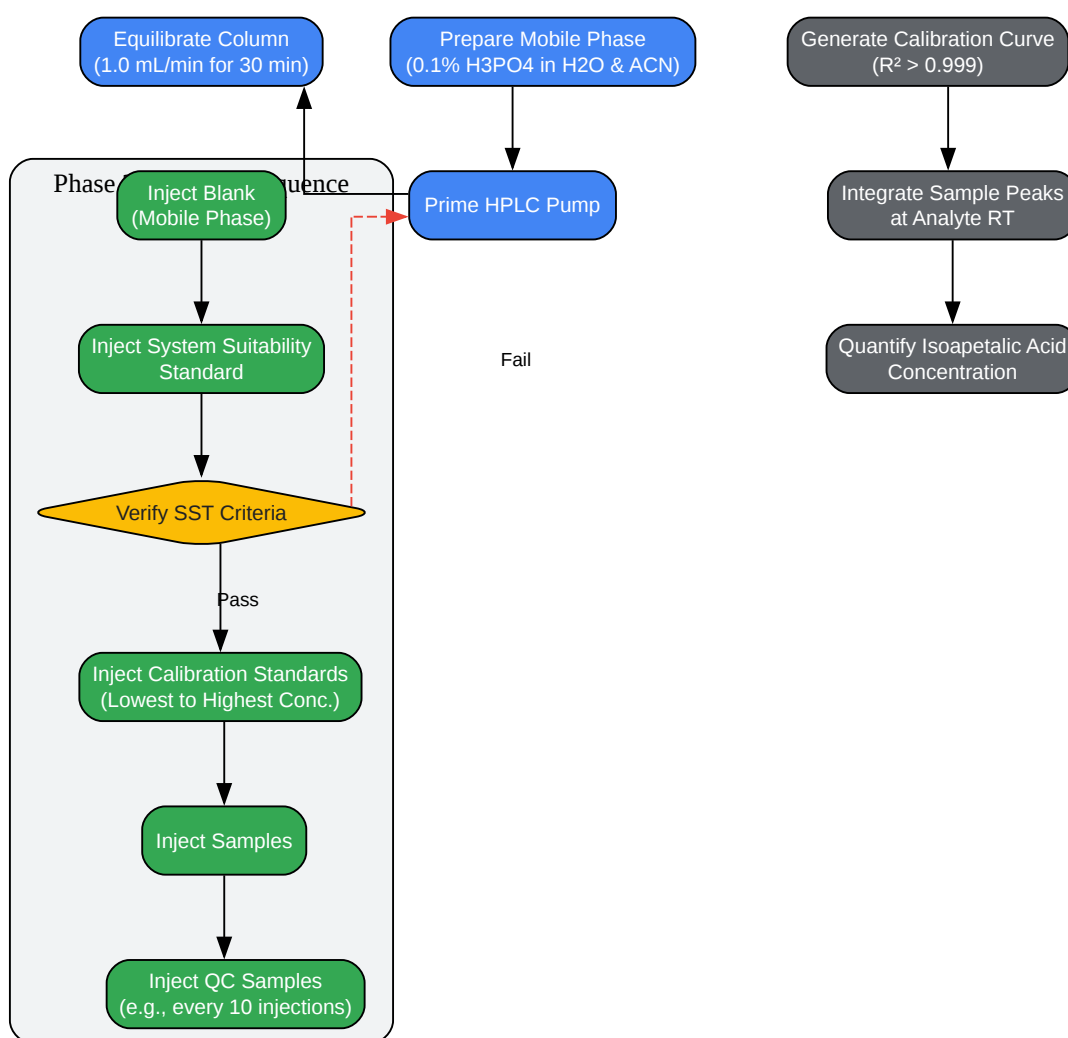 Equilibrate Column
(1.0 mL/min for 30 min)
Prepare Mobile Phase
(0.1% H3PO4 in H2O & ACN)
Generate Calibration Curve
(R² > 0.999)
Phase
Inject Blank
(Mobile Phase)
Prime HPLC Pump
Integrate Sample Peaks
at Analyte RT
Inject System Suitability
Standard
Fail
Quantify Isoapetalic Acid
Concentration
Verify SST Criteria
Pass
Inject Calibration Standards
(Lowest to Highest Conc.)
Inject Samples
Inject QC Samples
(e.g., every 10 injections)